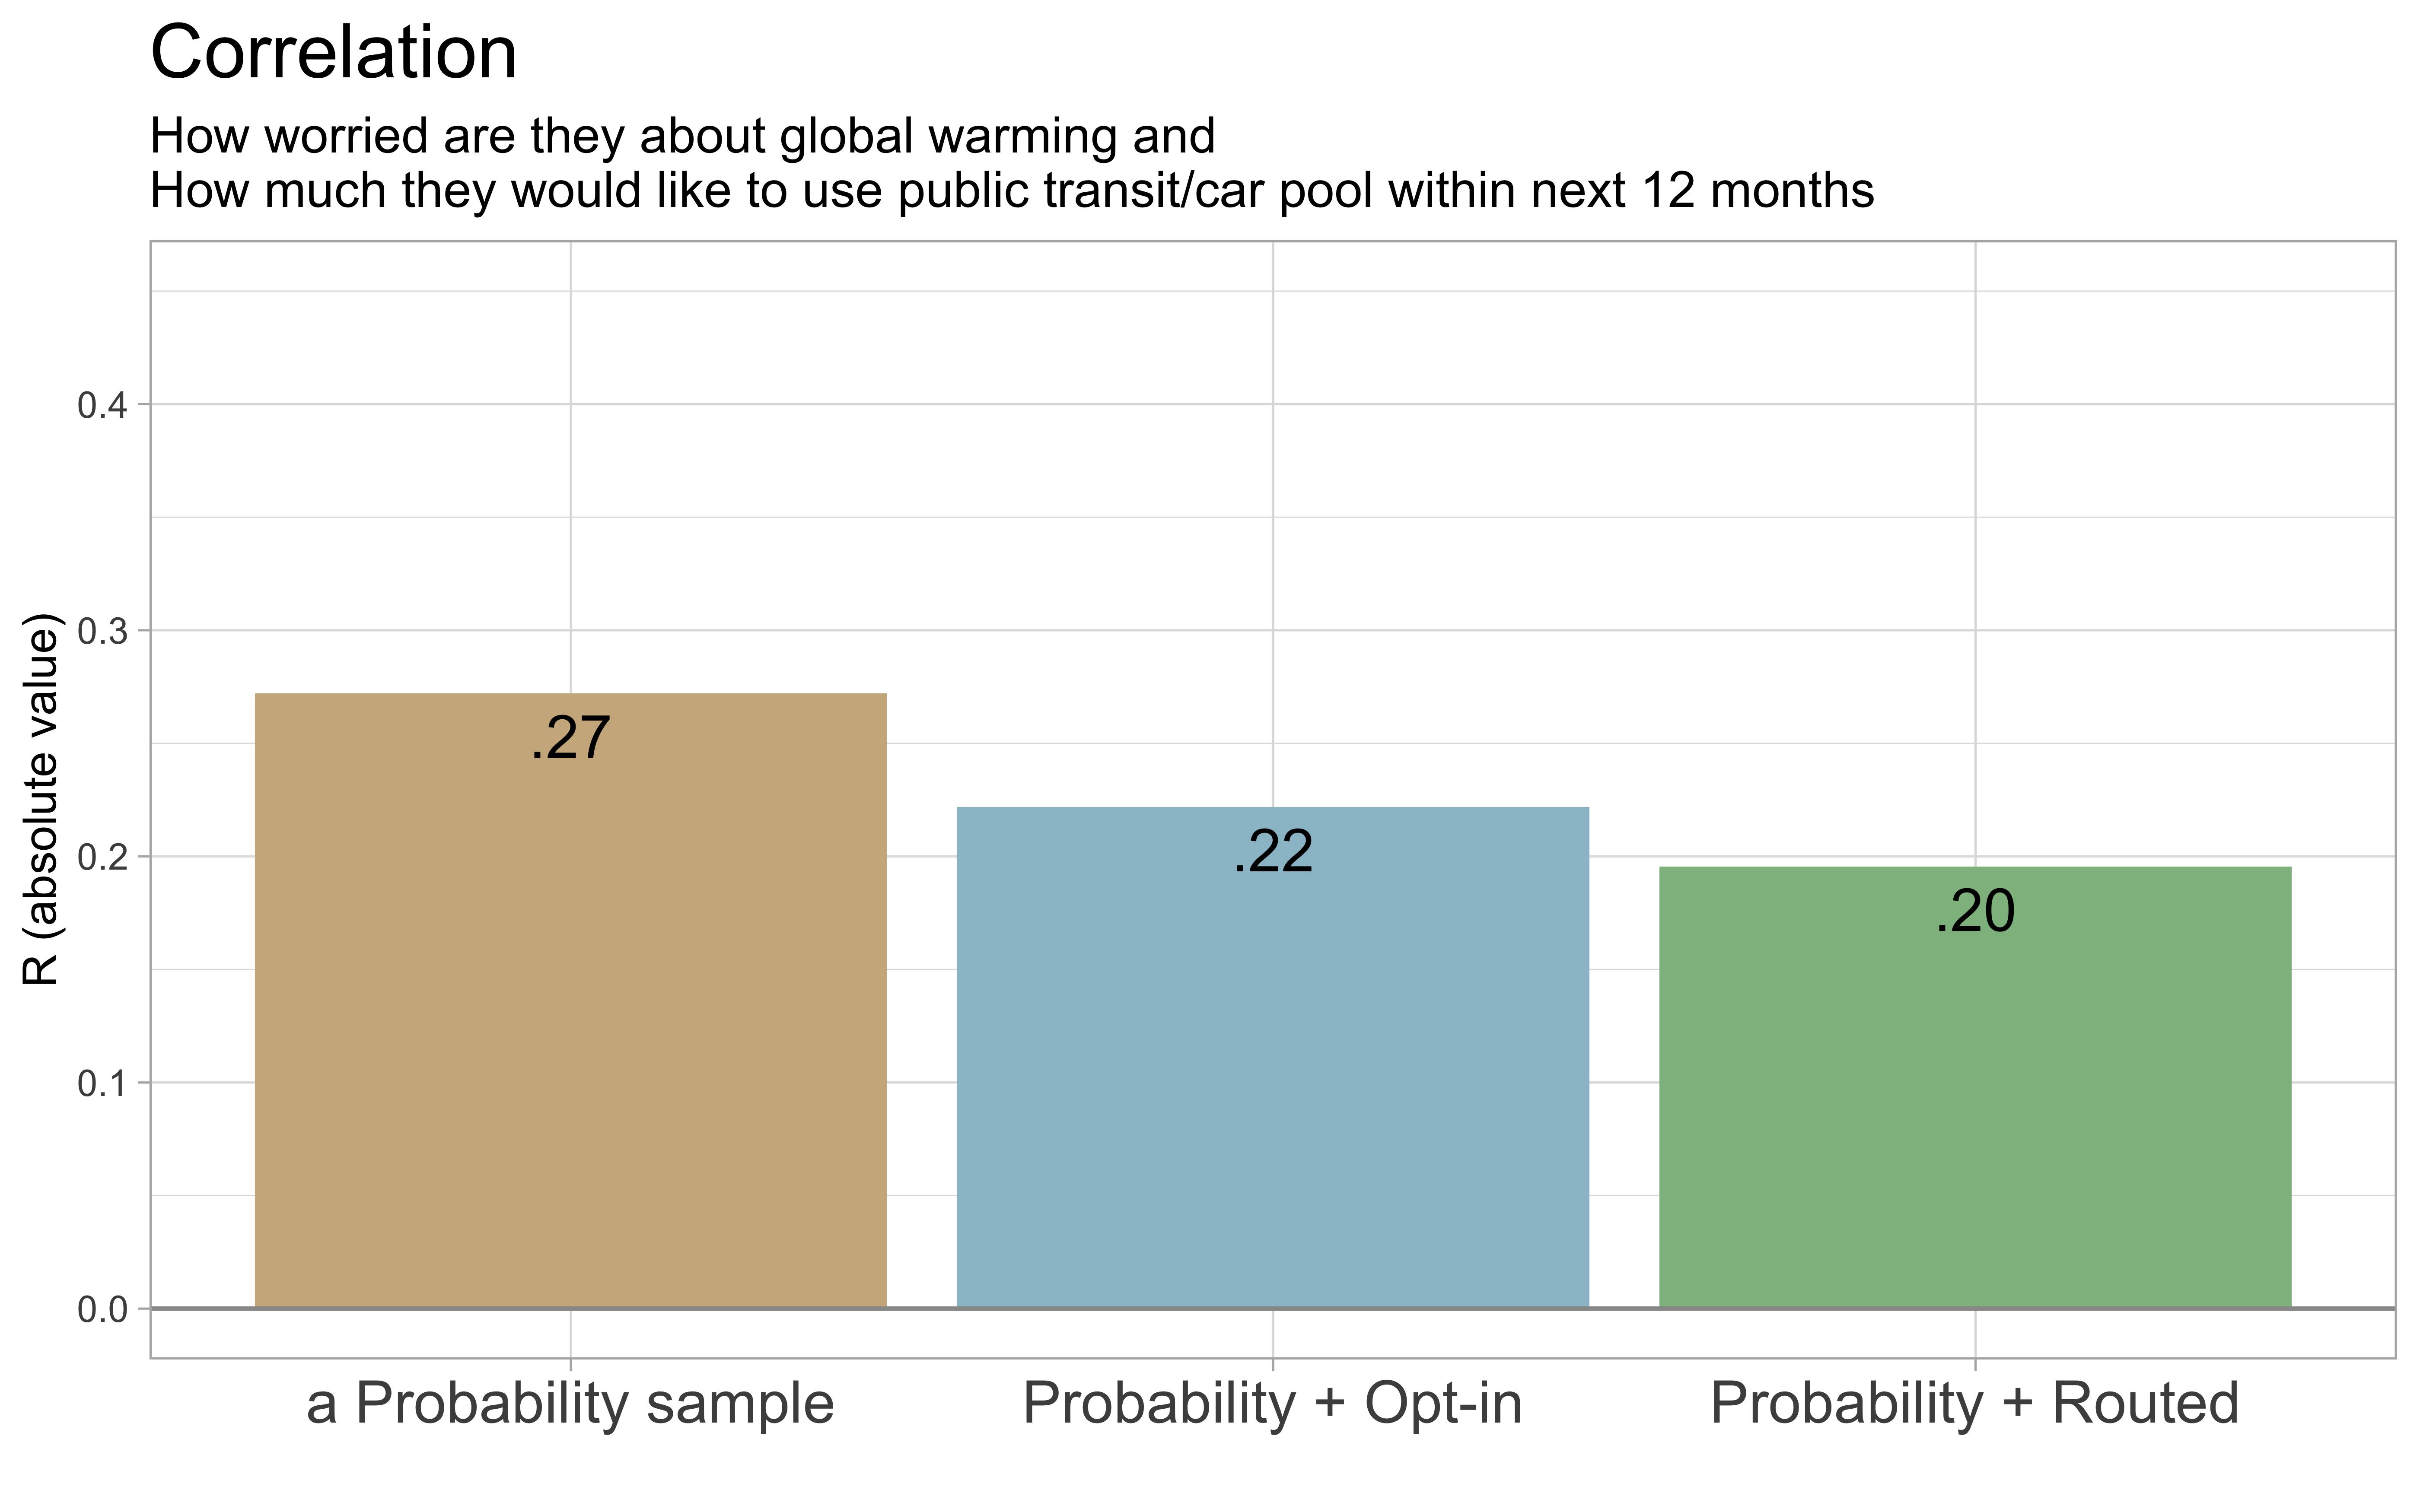 Correlation
How worried are they about global warming and
How much they would like to use public transit/car pool within next 12 months
R (absolute value)
0.4
0.3
0.2
0.1
0.0
.27
.22
.20
a Probability sample
Probability + Opt-in
Probability + Routed